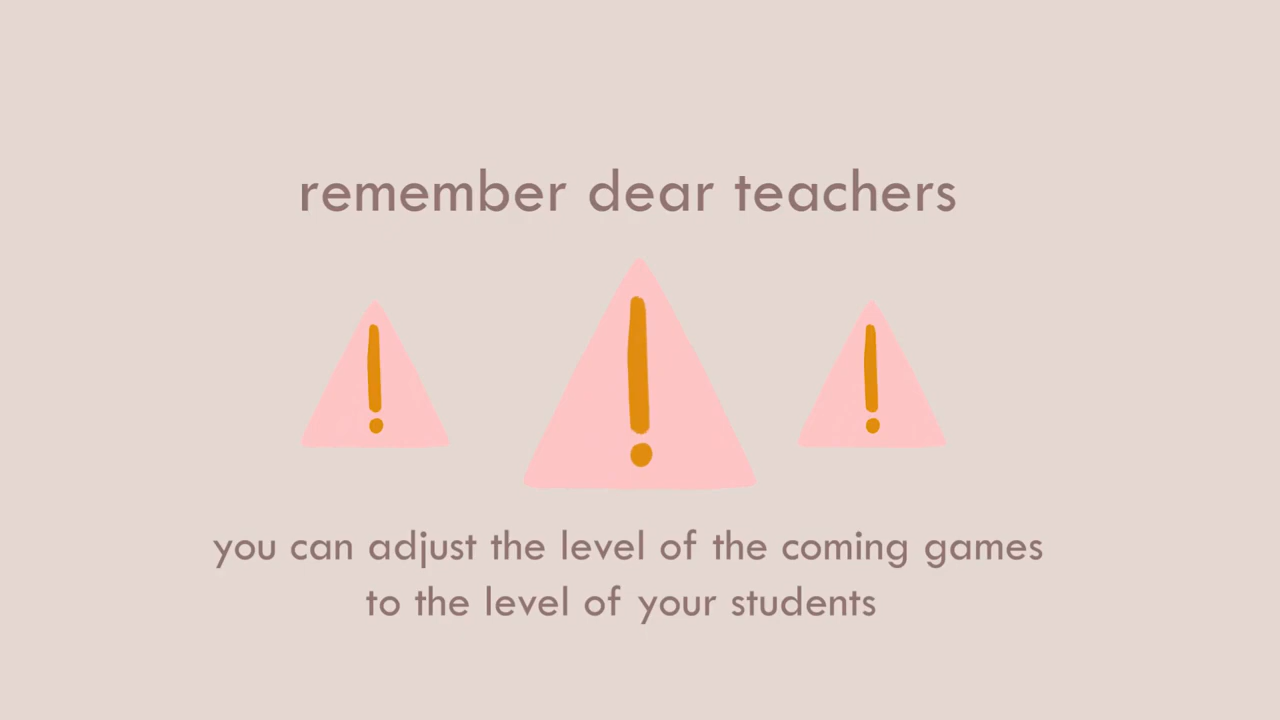 remember dear teachers
! ! !
you can adjust the level of the coming games
to the level of your students